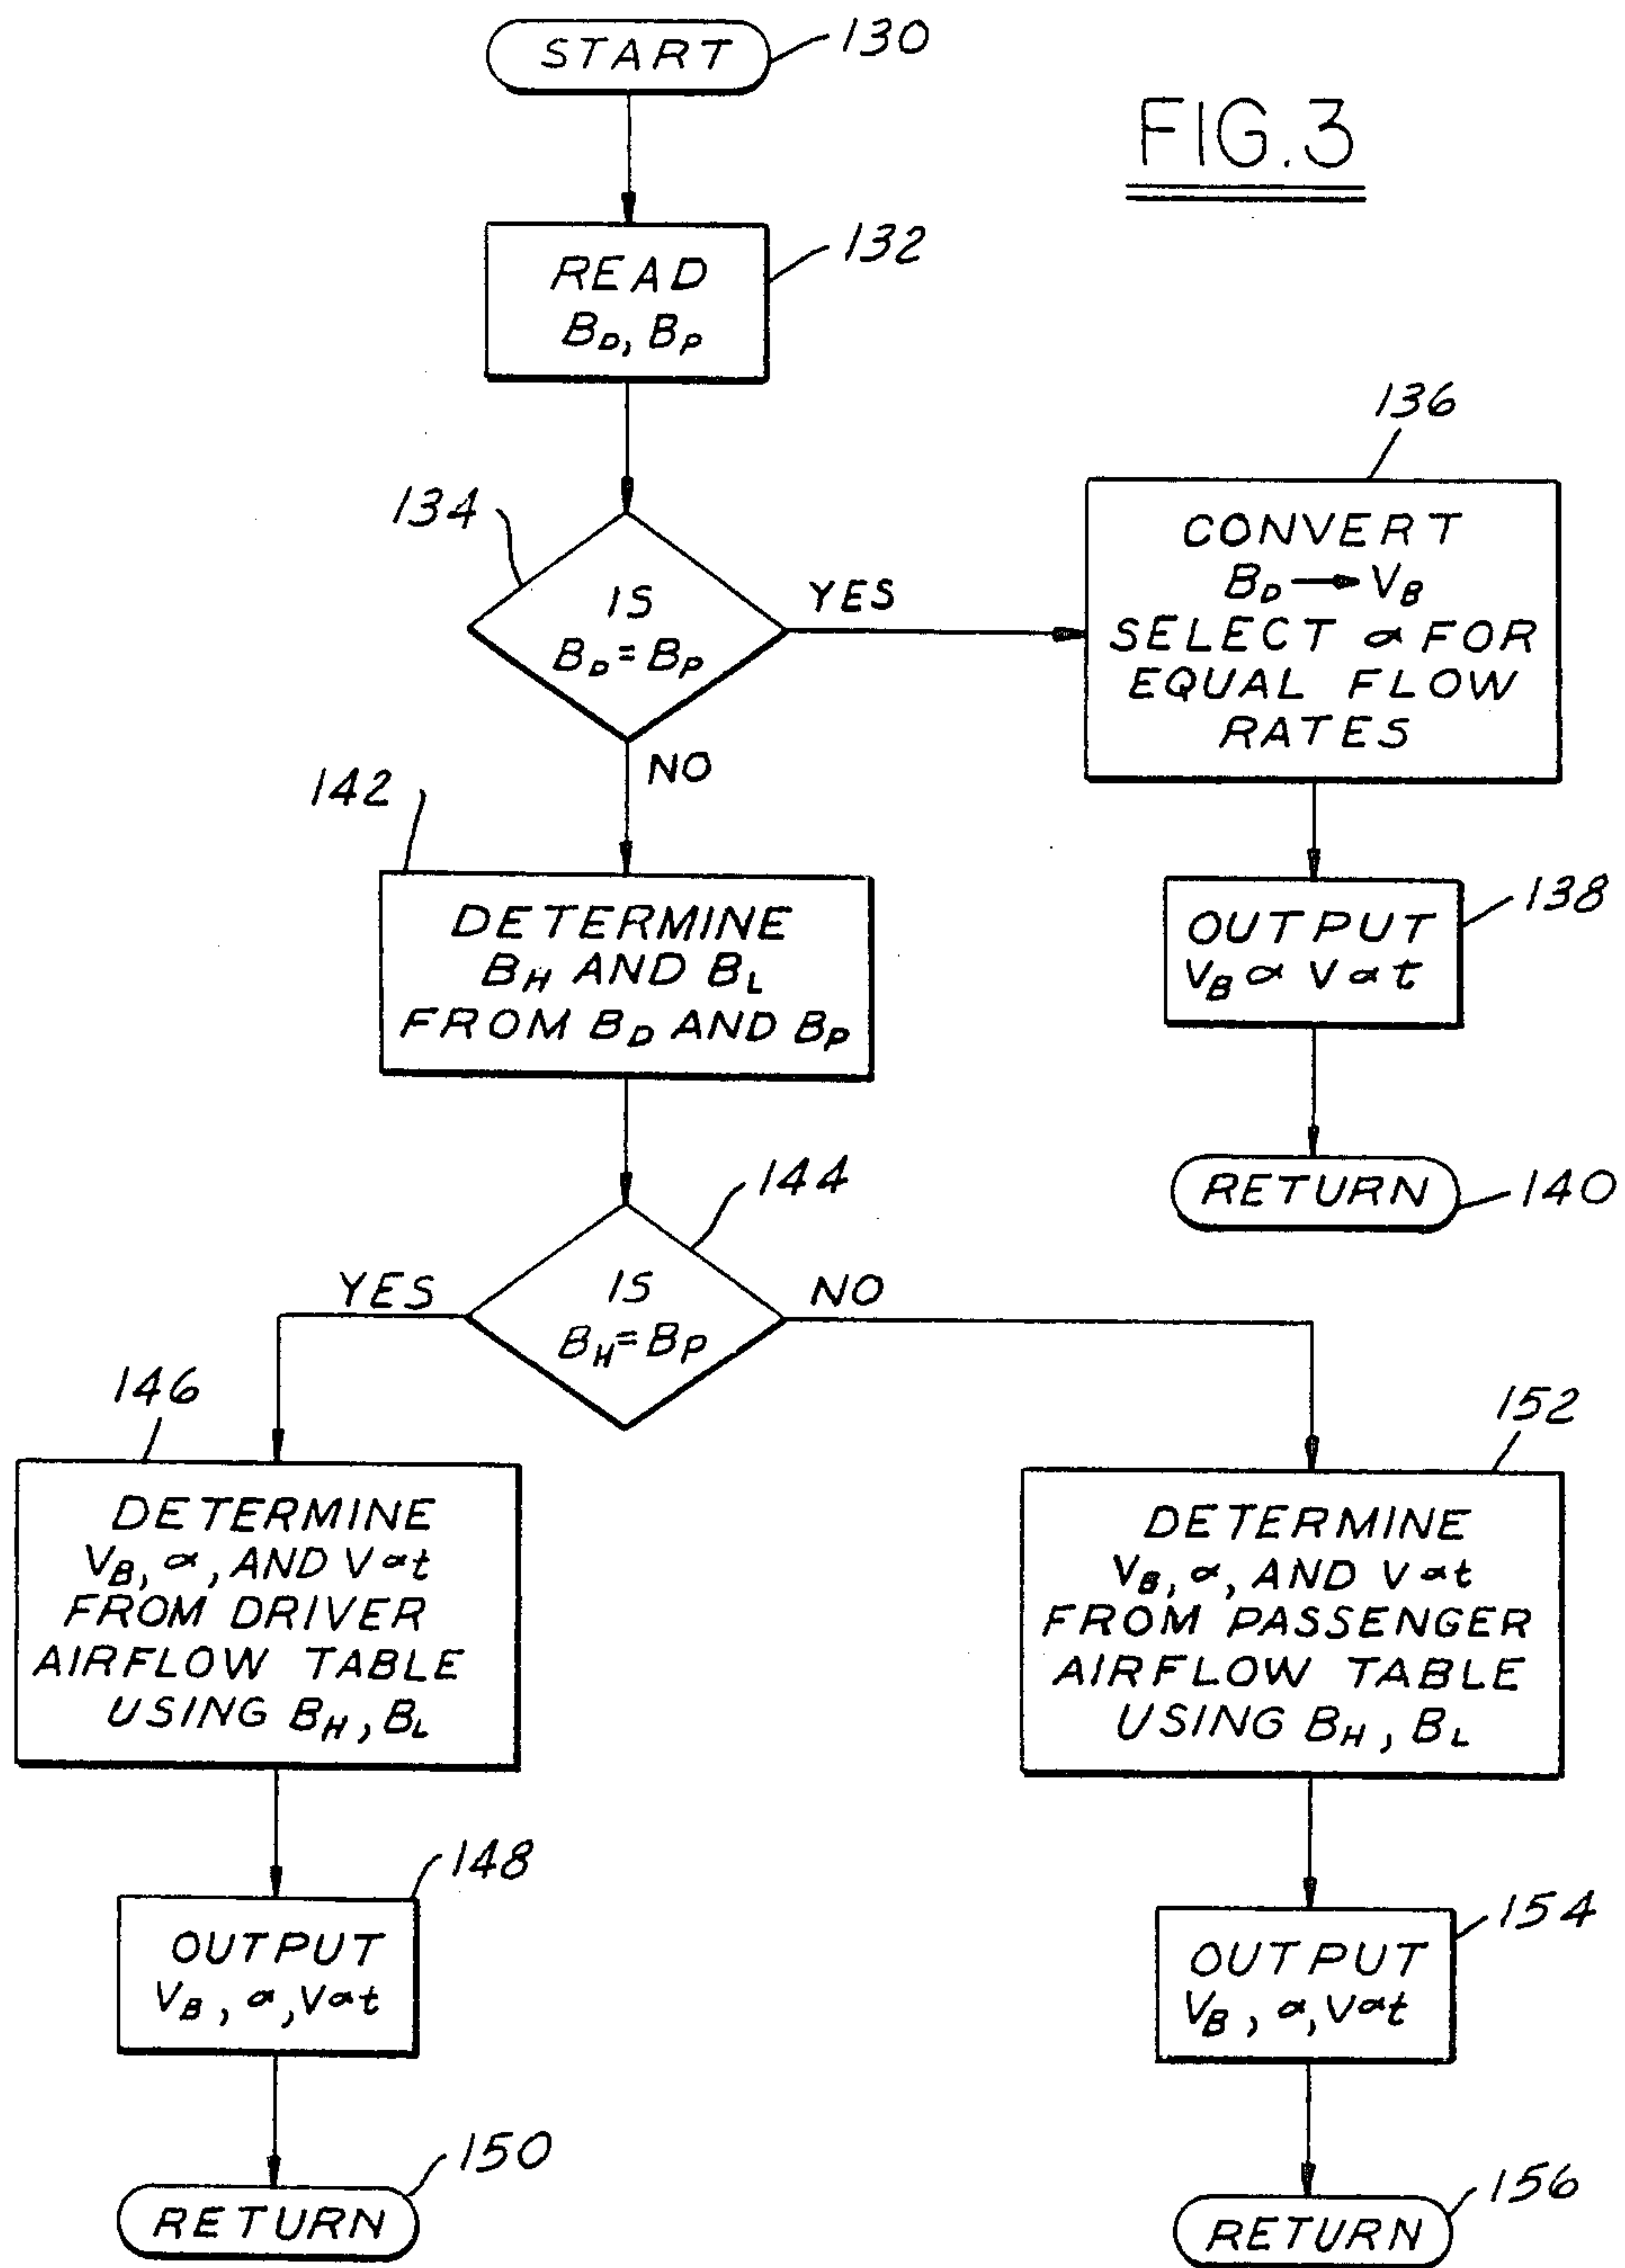 START
130
FIG.3
READ
B_D, B_P
132
134
IS
B_D = B_P
YES
NO
136
CONVERT
B_D → V_B
SELECT α FOR
EQUAL FLOW
RATES
138
OUTPUT
V_B α V α t
RETURN
140
142
DETERMINE
B_H AND B_L
FROM B_D AND B_P
144
IS
B_H = B_P
YES
NO
146
DETERMINE
V_B, α, AND V α t
FROM DRIVER
AIRFLOW TABLE
USING B_H, B_L
148
OUTPUT
V_B, α, V α t
150
RETURN
152
DETERMINE
V_B, α, AND V α t
FROM PASSENGER
AIRFLOW TABLE
USING B_H, B_L
154
OUTPUT
V_B, α, V α t
156
RETURN